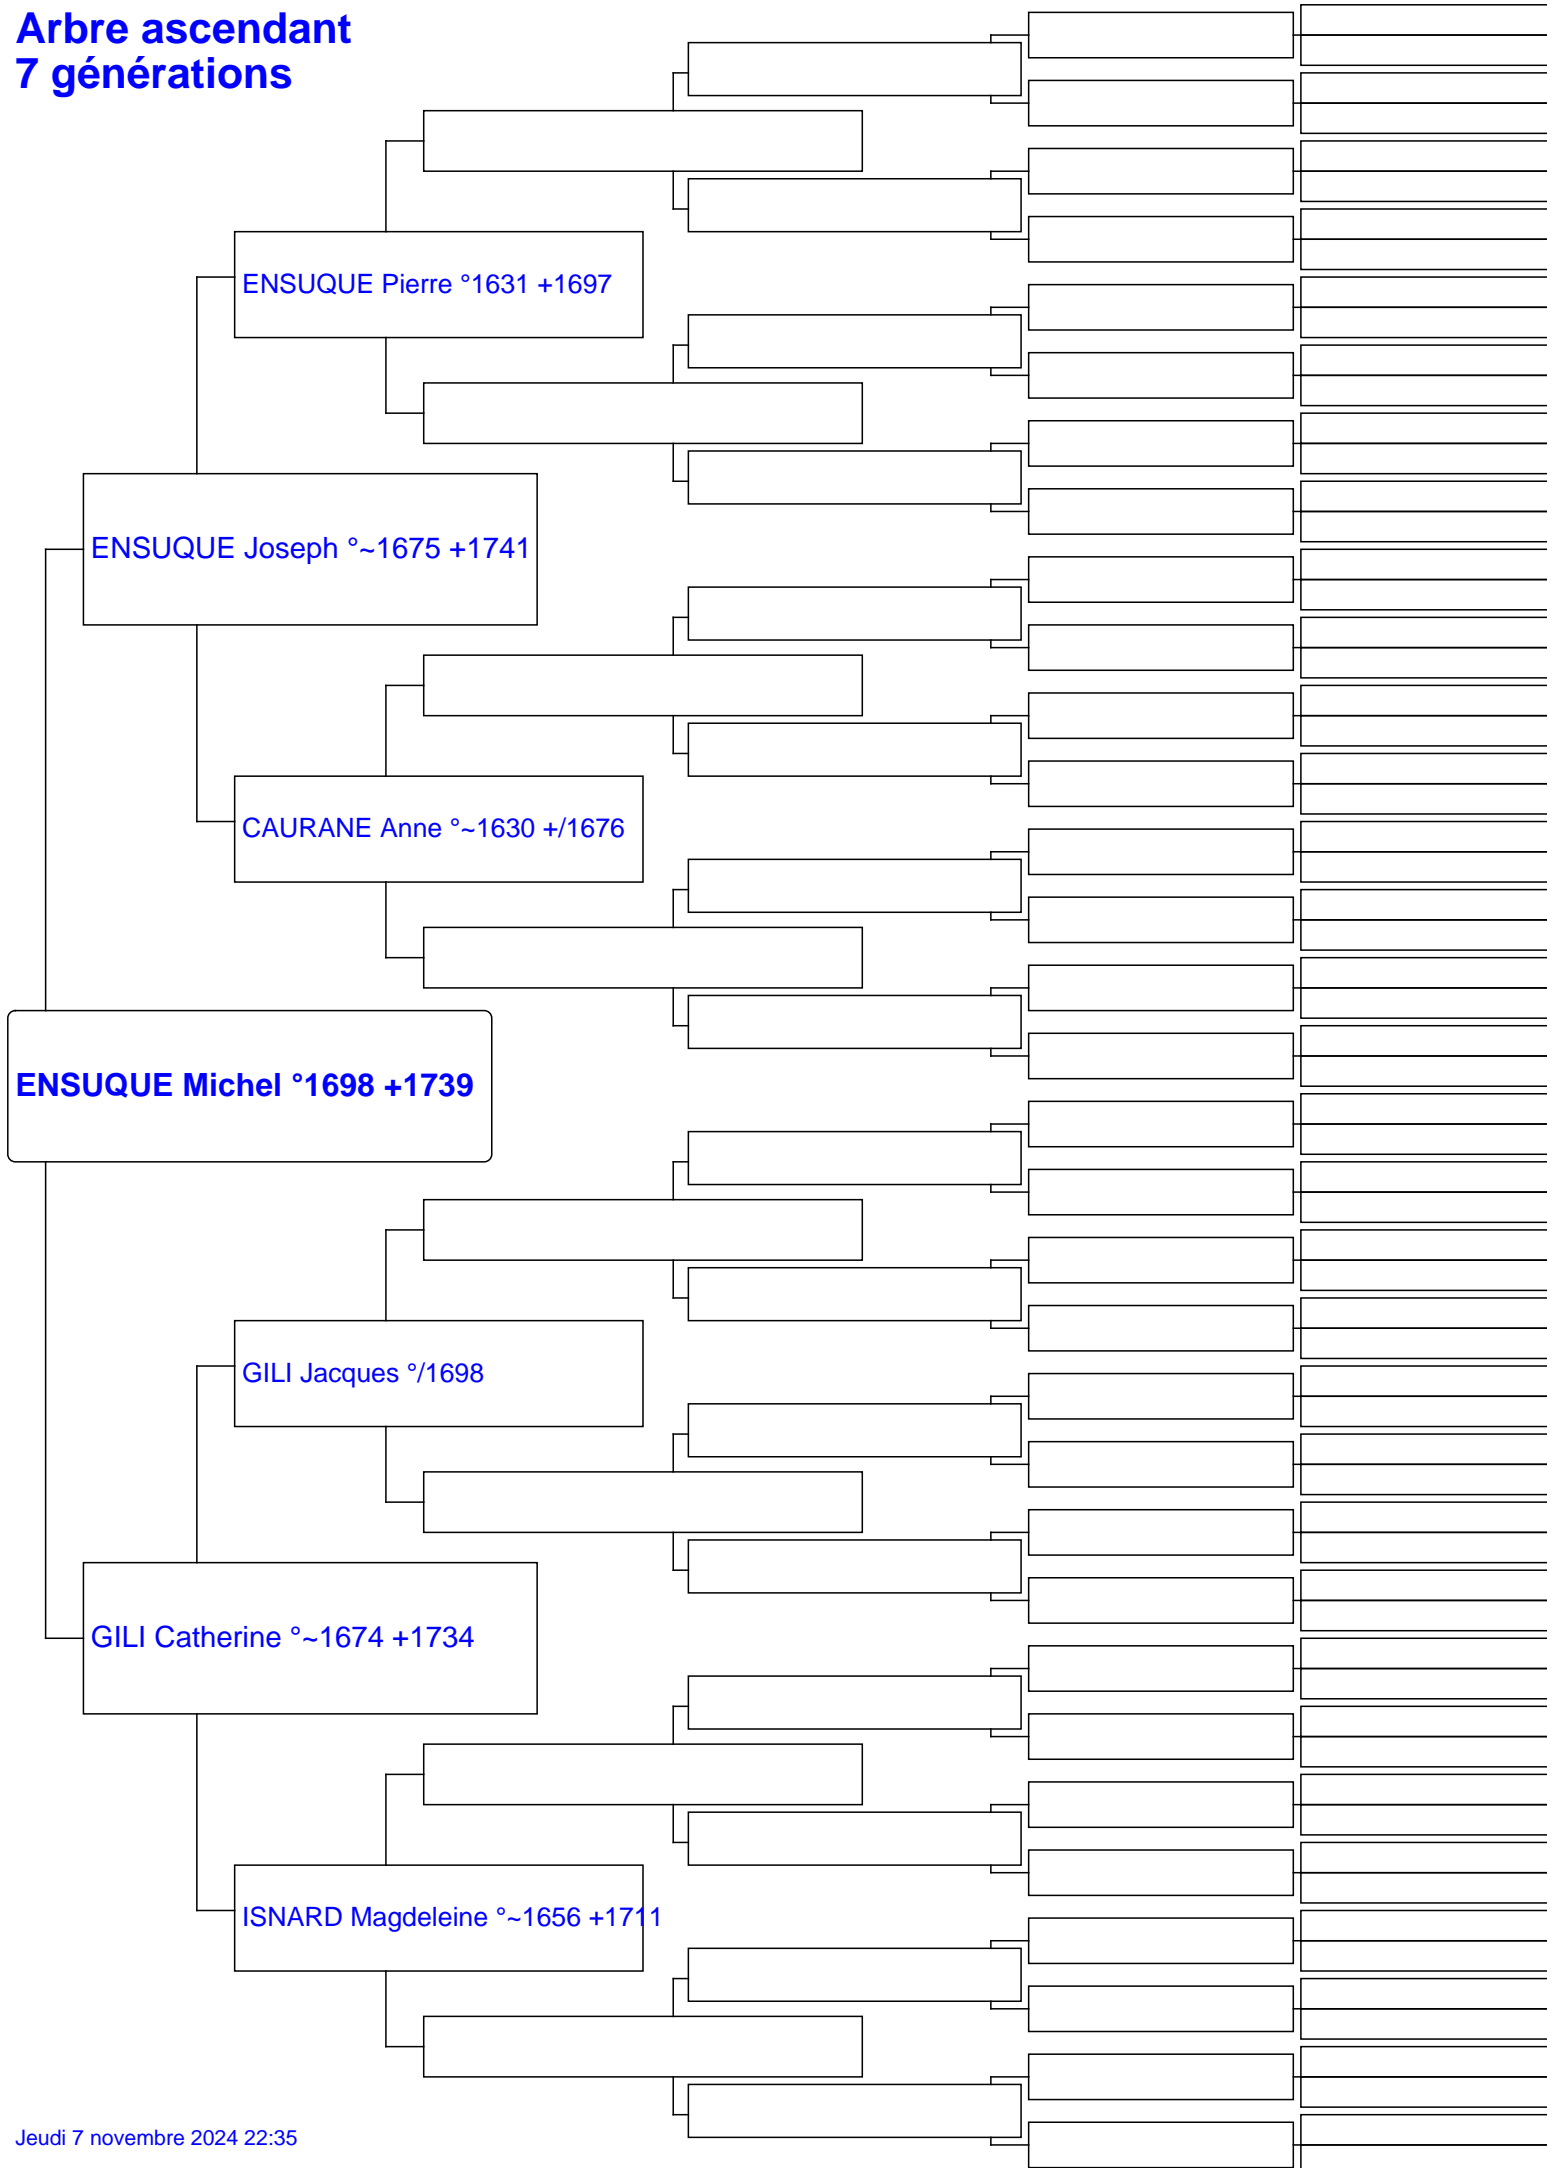 Arbre ascendant
7 générations
ENSUQUE Pierre °1631 +1697
ENSUQUE Joseph °~1675 +1741
CAURANE Anne °~1630 +/1676
ENSUQUE Michel °1698 +1739
GILI Jacques °/1698
GILI Catherine °~1674 +1734
ISNARD Magdeleine °~1656 +1711
Jeudi 7 novembre 2024 22:35